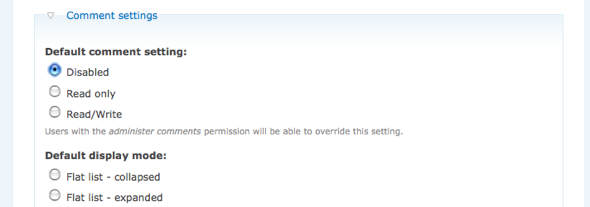 Comment settings
Default comment setting:
Disabled
Read only
Read/Write
Users with the administer comments permission will be able to override this setting.
Default display mode:
Flat list - collapsed
Flat list - expanded